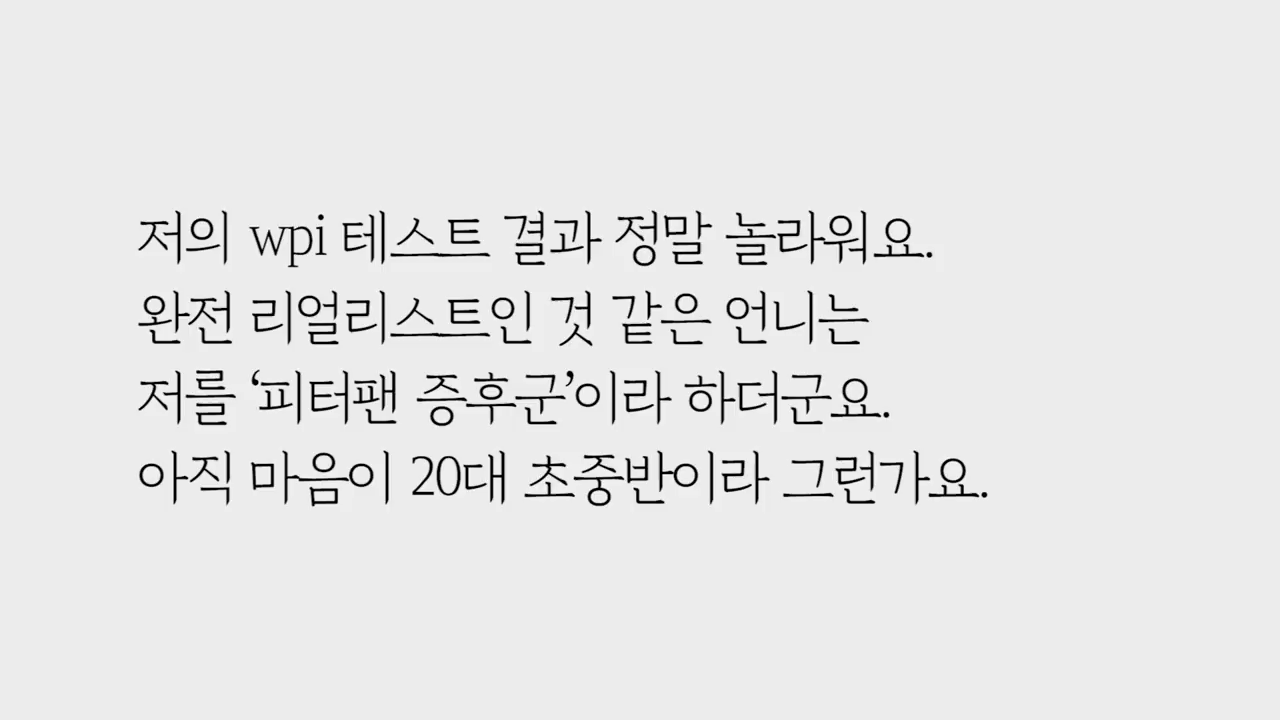 저의 wpi 테스트 결과 정말 놀라워요.
완전 리얼리스트인 것 같은 언니는
저를 ‘피터팬 증후군’이라 하더군요.
아직 마음이 20대 초중반이라 그런가요.